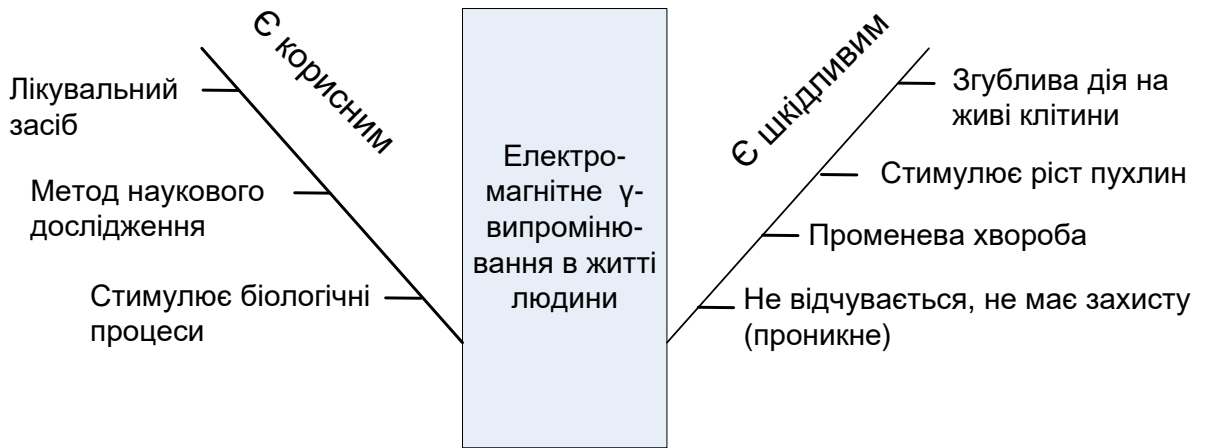 Є корисним
Лікувальний
засіб
Метод наукового
дослідження
Стимулює біологічні
процеси
Електро-
магнітне γ-
випроміню-
вання в житті
людини
Є шкідливим
Згублива дія на
живі клітини
Стимулює ріст пухлин
Променева хвороба
Не відчувається, не має захисту
(проникне)